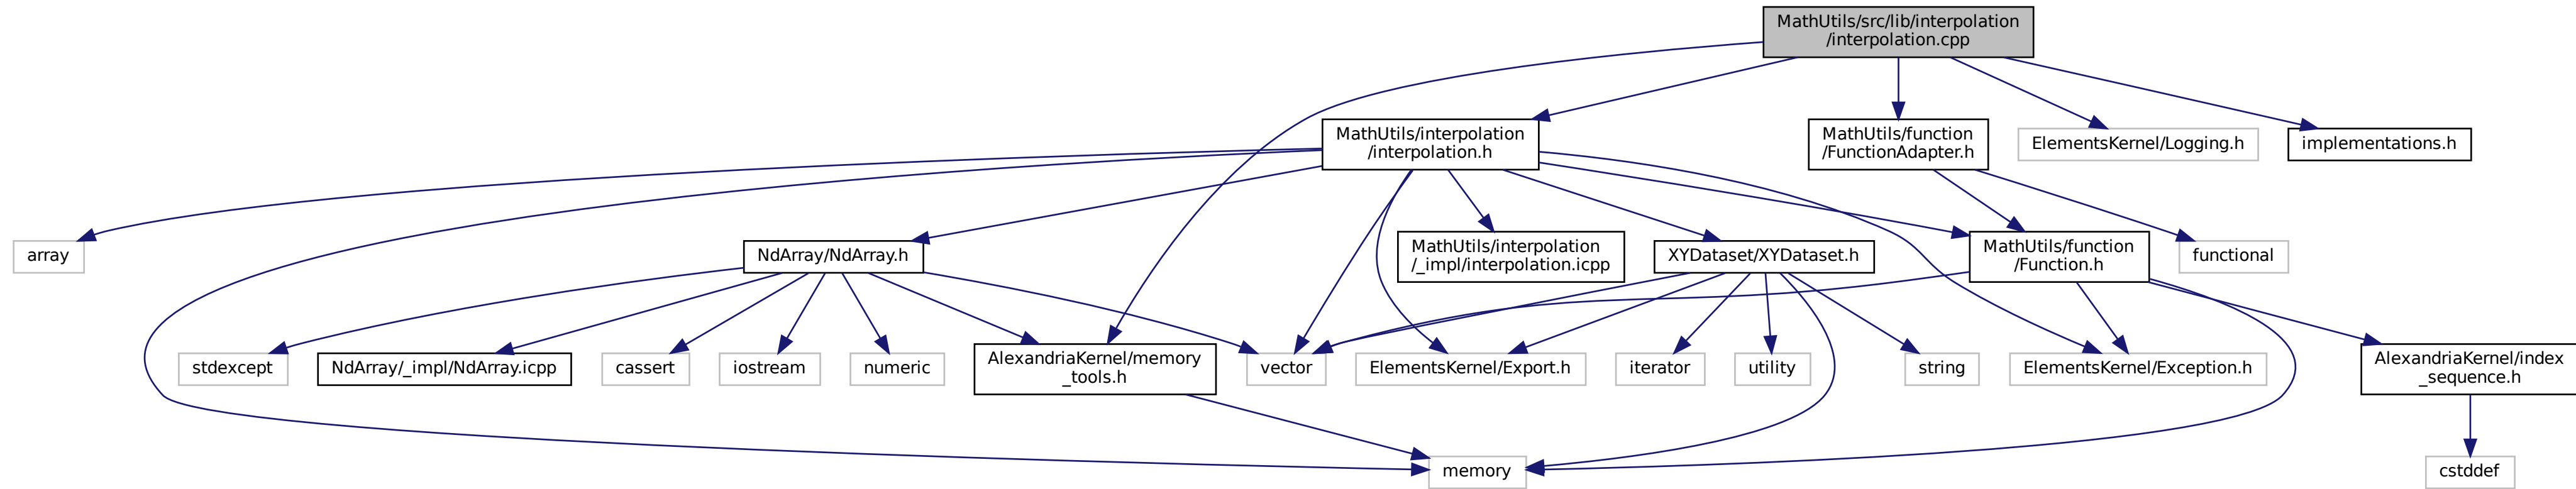 MathUtils/src/lib/interpolation
/interpolation.cpp
MathUtils/interpolation
/interpolation.h
MathUtils/function
/FunctionAdapter.h
ElementsKernel/Logging.h
implementations.h
array
NdArray/NdArray.h
MathUtils/interpolation
/_impl/interpolation.icpp
XYDataset/XYDataset.h
MathUtils/function
/Function.h
functional
stdexcept
NdArray/_impl/NdArray.icpp
cassert
iostream
numeric
AlexandriaKernel/memory
_tools.h
vector
ElementsKernel/Export.h
iterator
utility
string
ElementsKernel/Exception.h
AlexandriaKernel/index
_sequence.h
memory
cstddef